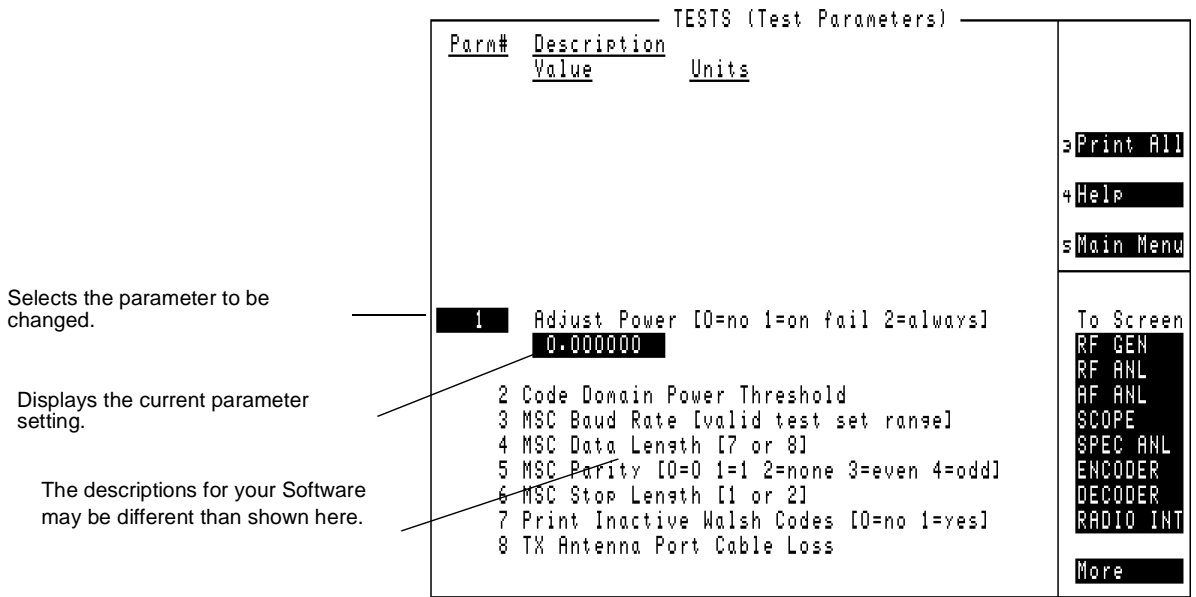 TESTS (Test Parameters)
Parm# Description
Value Units
3 Print All
4 Help
5 Main Menu
Selects the parameter to be
changed.
1 Adjust Power [0=no 1=on fail 2=always]
0.000000
Displays the current parameter
setting.
2 Code Domain Power Threshold
3 MSC Baud Rate [valid test set range]
4 MSC Data Length [7 or 8]
5 MSC Parity [0=0 1=1 2=none 3=even 4=odd]
6 MSC Stop Length [1 or 2]
7 Print Inactive Walsh Codes [0=no 1=yes]
8 TX Antenna Port Cable Loss
The descriptions for your Software
may be different than shown here.
To Screen
RF GEN
RF ANL
AF ANL
SCOPE
SPEC ANL
ENCODER
DECODER
RADIO INT
More